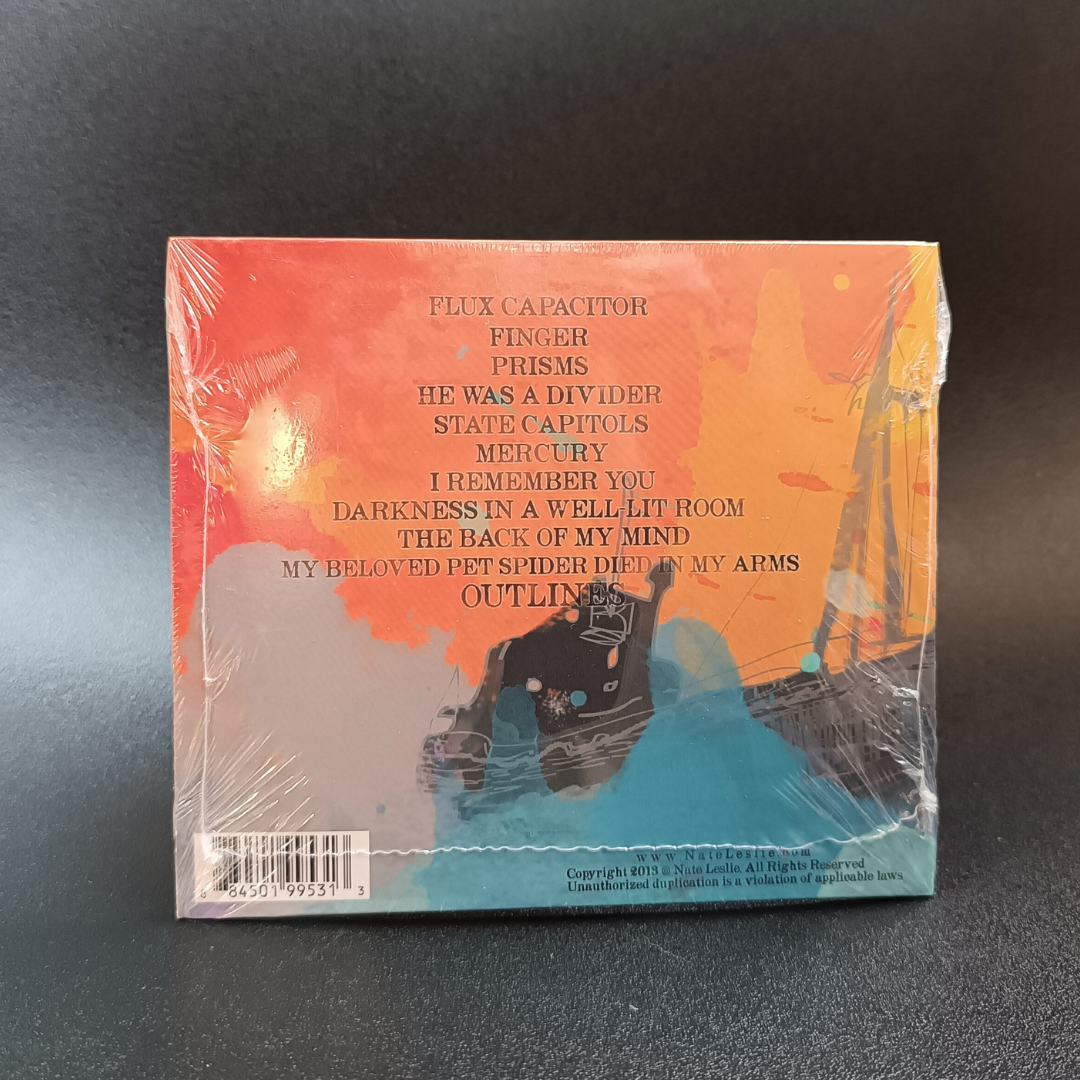 FLUX CAPACITOR
FINGER
PRISMS
HE WAS A DIVIDER
STATE CAPITOLS
MERCURY
I REMEMBER YOU
DARKNESS IN A WELL-LIT ROOM
THE BACK OF MY MIND
MY BELOVED PET SPIDER DIED IN MY ARMS
OUTLINES
www.NateLeslie.com
Copyright 2013 @ Nate Leslie. All Rights Reserved
Unauthorized duplication is a violation of applicable laws
8 84501 99531 3